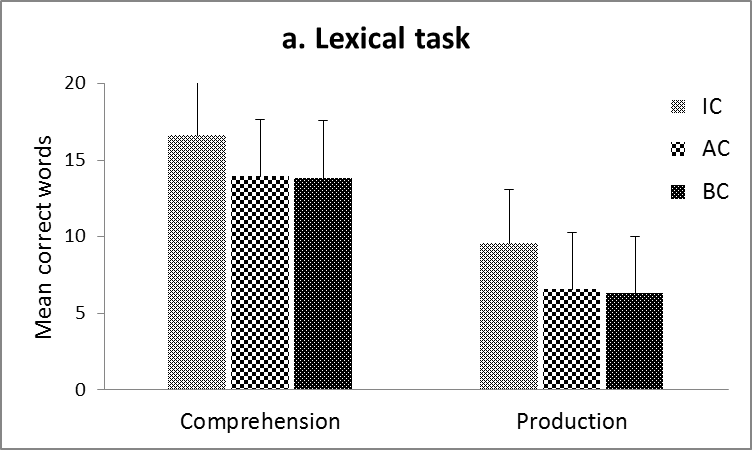 a. Lexical task
Mean correct words
20
15
10
5
0
Comprehension
Production
IC
AC
BC